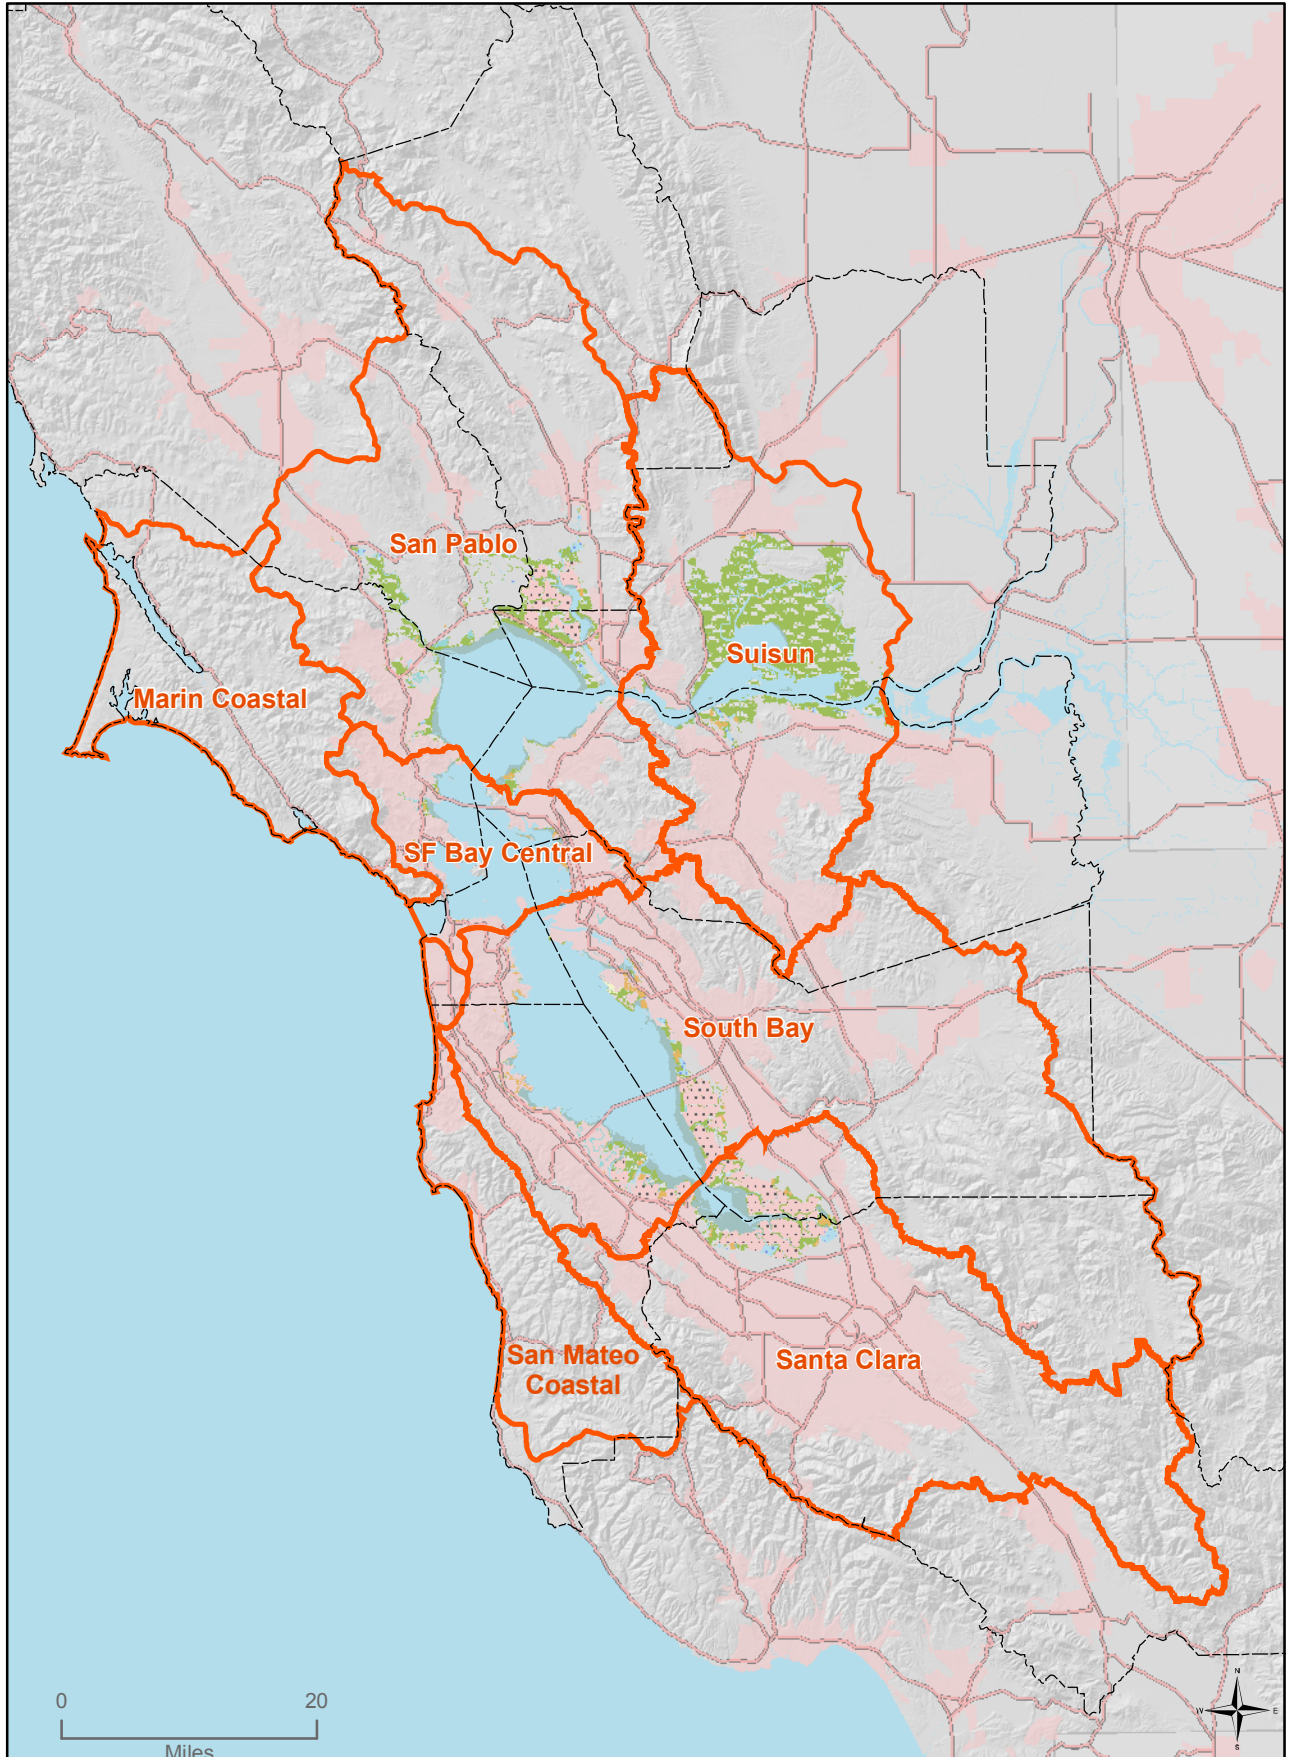 San Pablo
Suisun
Marin Coastal
SF Bay Central
South Bay
San Mateo
Coastal
Santa Clara
0 20
Miles
N
W E
S